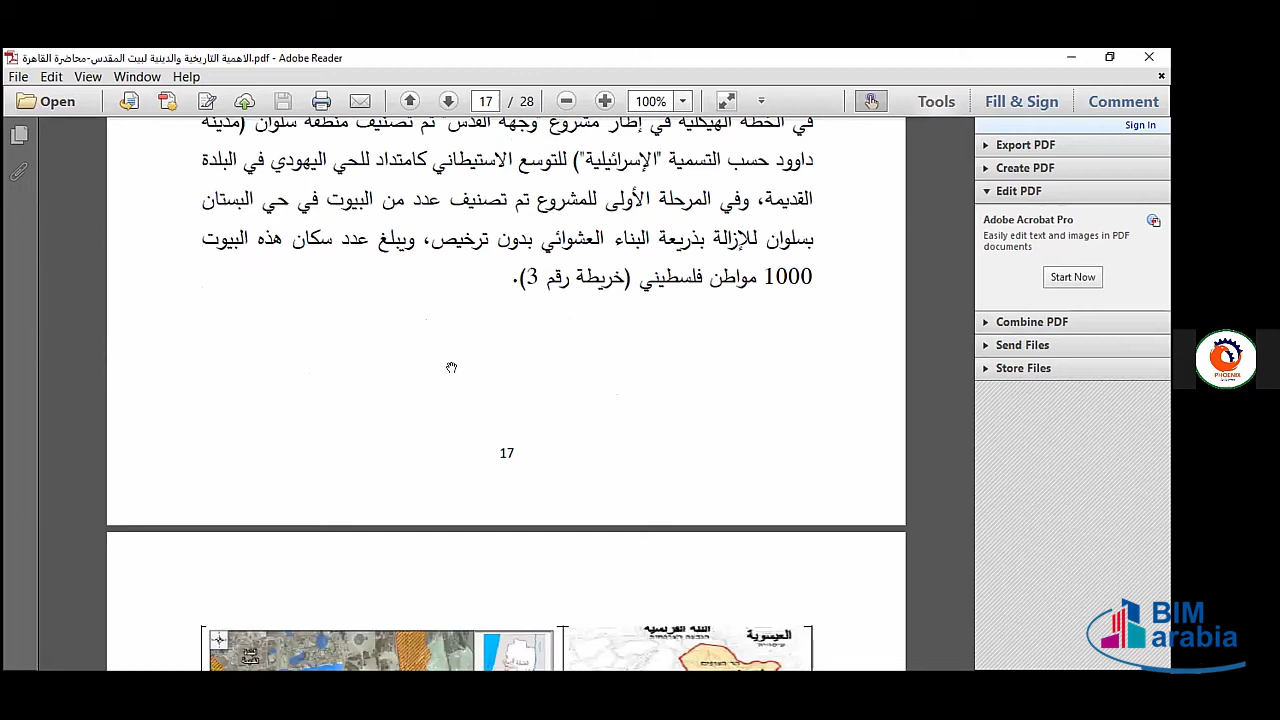 الاهمية التاريخية والدينية لبيت المقدس-محاضرة القاهرة.pdf - Adobe Reader
File Edit View Window Help
Open 17 / 28 100% Tools Fill & Sign Comment
Sign In
Export PDF
Create PDF
Edit PDF
Adobe Acrobat Pro
Easily edit text and images in PDF
documents
Start Now
Combine PDF
Send Files
Store Files
في الخطة الهيكلية في إطار مشروع "وجهة القدس" تم تصنيف منطقة سلوان (مدينة
داوود حسب التسمية "الإسرائيلية") للتوسع الاستيطاني كامتداد للحي اليهودي في البلدة
القديمة، وفي المرحلة الأولى للمشروع تم تصنيف عدد من البيوت في حي البستان
بسلوان للإزالة بذريعة البناء العشوائي بدون ترخيص، ويبلغ عدد سكان هذه البيوت
1000 مواطن فلسطيني (خريطة رقم 3).
17
العيسوية
PHOENIX
BIM
arabia